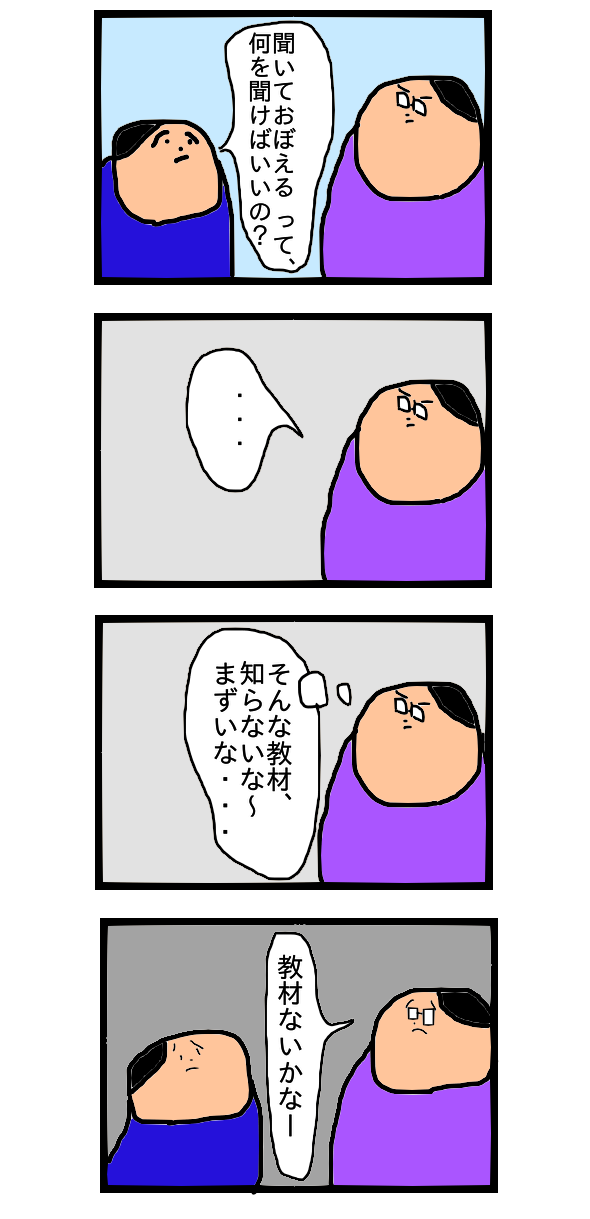 聞いておぼえる って、
何を聞けばいいの？
・・・
そんな教材、
知らないな～
まずいな・・・
教材ないかなー